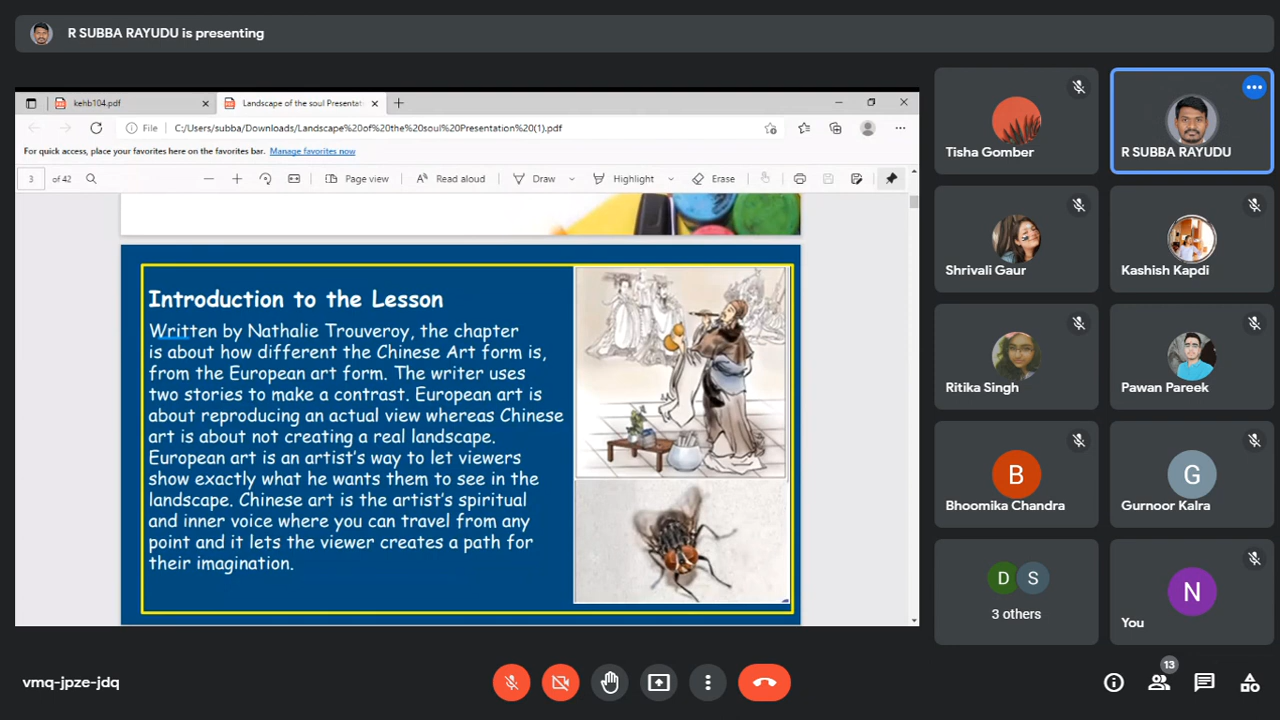 R SUBBA RAYUDU is presenting
kehb104.pdf
Landscape of the soul Presentat
File
C:/Users/subba/Downloads/Landscape%20of%20the%20soul%20Presentation%20(1).pdf
For quick access, place your favorites here on the favorites bar. Manage favorites now
3 of 42
Page view
Read aloud
Draw
Highlight
Erase
Introduction to the Lesson
Written by Nathalie Trouveroy, the chapter
is about how different the Chinese Art form is,
from the European art form. The writer uses
two stories to make a contrast. European art is
about reproducing an actual view whereas Chinese
art is about not creating a real landscape.
European art is an artist's way to let viewers
show exactly what he wants them to see in the
landscape. Chinese art is the artist's spiritual
and inner voice where you can travel from any
point and it lets the viewer creates a path for
their imagination.
Tisha Gomber
R SUBBA RAYUDU
Shrivali Gaur
Kashish Kapdi
Ritika Singh
Pawan Pareek
B
Bhoomika Chandra
G
Gurnoor Kalra
D
S
3 others
N
You
vmq-jpze-jdq
13